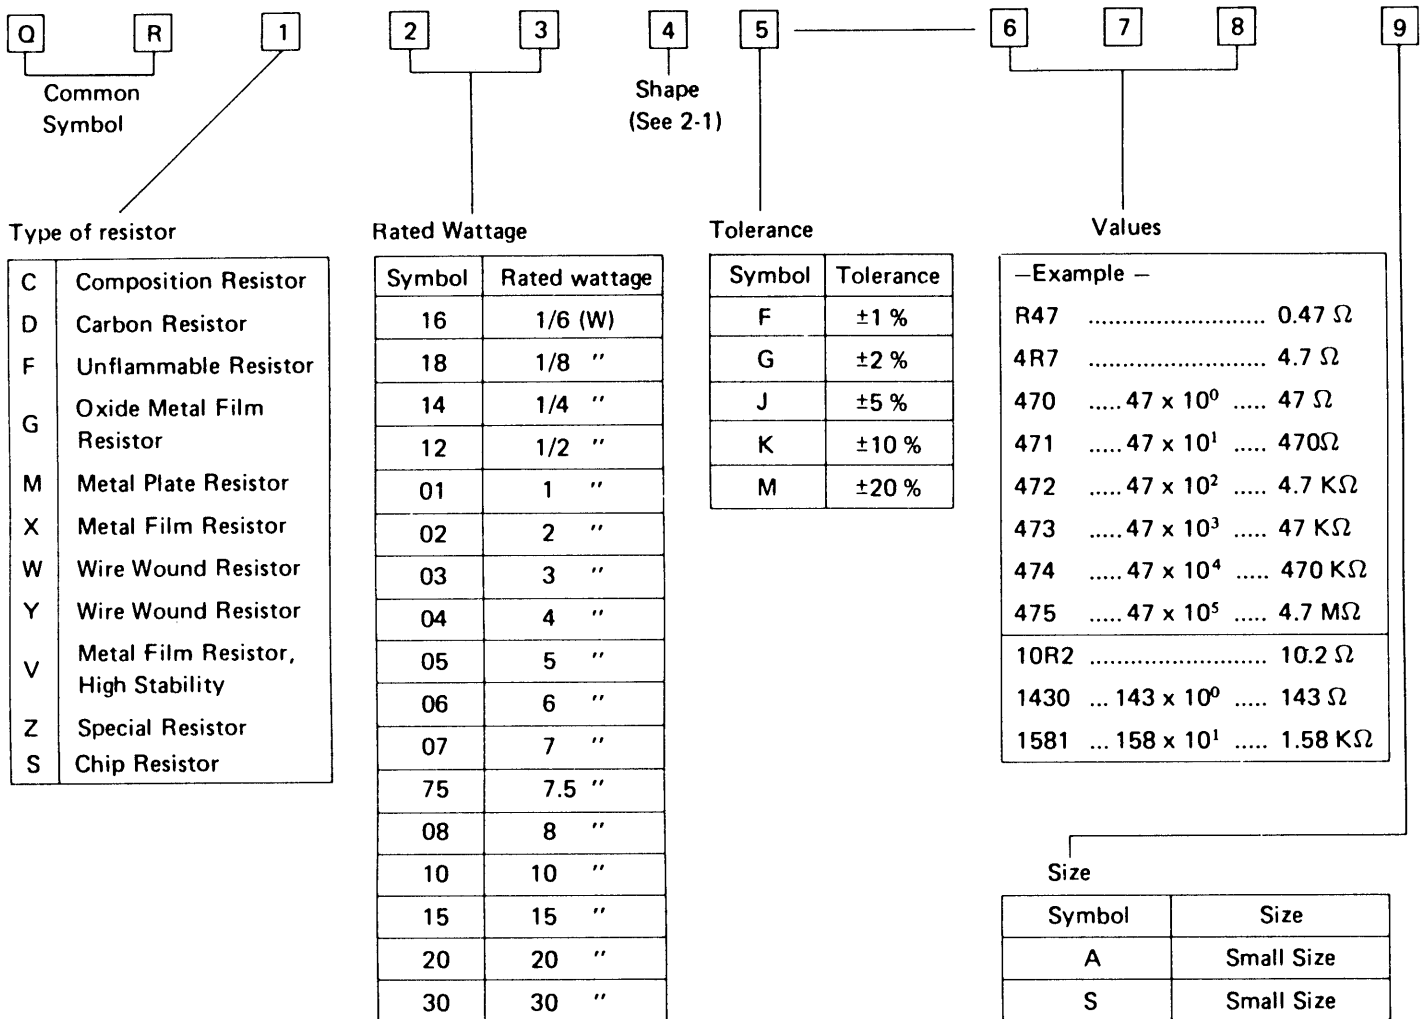 Q R 1 2 3 4 5 6 7 8 9
Common Symbol
Shape (See 2-1)
Type of resistor
C Composition Resistor
D Carbon Resistor
F Unflammable Resistor
G Oxide Metal Film Resistor
M Metal Plate Resistor
X Metal Film Resistor
W Wire Wound Resistor
Y Wire Wound Resistor
V Metal Film Resistor, High Stability
Z Special Resistor
S Chip Resistor
Rated Wattage
Symbol Rated wattage
16 1/6 (W)
18 1/8 ″
14 1/4 ″
12 1/2 ″
01 1 ″
02 2 ″
03 3 ″
04 4 ″
05 5 ″
06 6 ″
07 7 ″
75 7.5 ″
08 8 ″
10 10 ″
15 15 ″
20 20 ″
30 30 ″
Tolerance
Symbol Tolerance
F ±1 %
G ±2 %
J ±5 %
K ±10 %
M ±20 %
Values
–Example –
R47 ......................... 0.47 Ω
4R7 ......................... 4.7 Ω
470 ..... 47 x 10⁰ ..... 47 Ω
471 ..... 47 x 10¹ ..... 470Ω
472 ..... 47 x 10² ..... 4.7 KΩ
473 ..... 47 x 10³ ..... 47 KΩ
474 ..... 47 x 10⁴ ..... 470 KΩ
475 ..... 47 x 10⁵ ..... 4.7 MΩ
10R2 ......................... 10.2 Ω
1430 ... 143 x 10⁰ ..... 143 Ω
1581 ... 158 x 10¹ ..... 1.58 KΩ
Size
Symbol Size
A Small Size
S Small Size